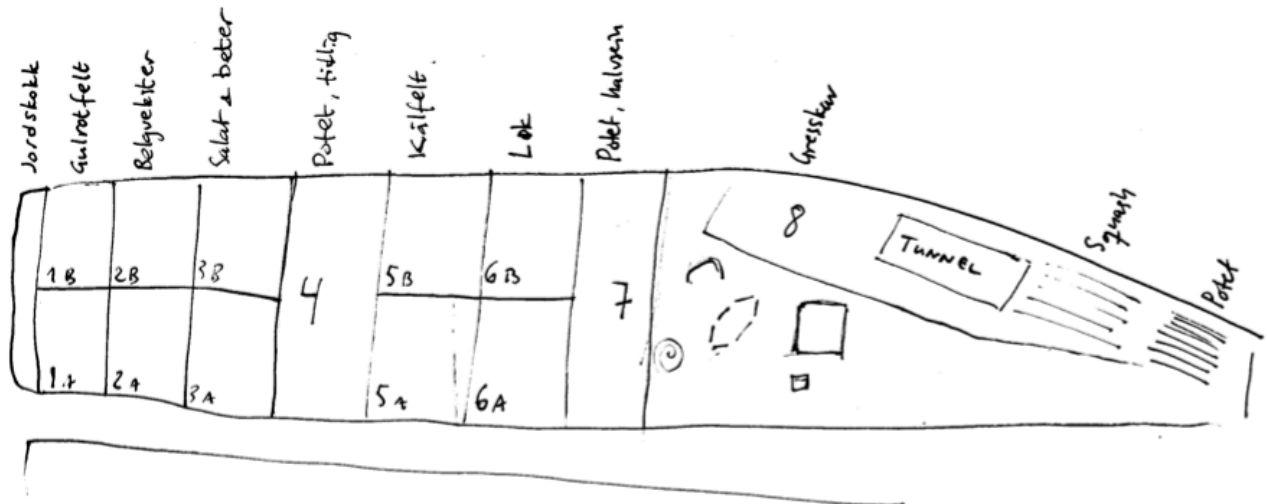 Jordskokk
Gulrotfelt
Belgvekster
Salat & beter
Potet, tidlig
Kålfelt.
Løk
Potet, halvsein
Gresskar
Squash
Potet
1B
2B
3B
4
5B
6B
7
8
TUNNEL
1A
2A
3A
5A
6A